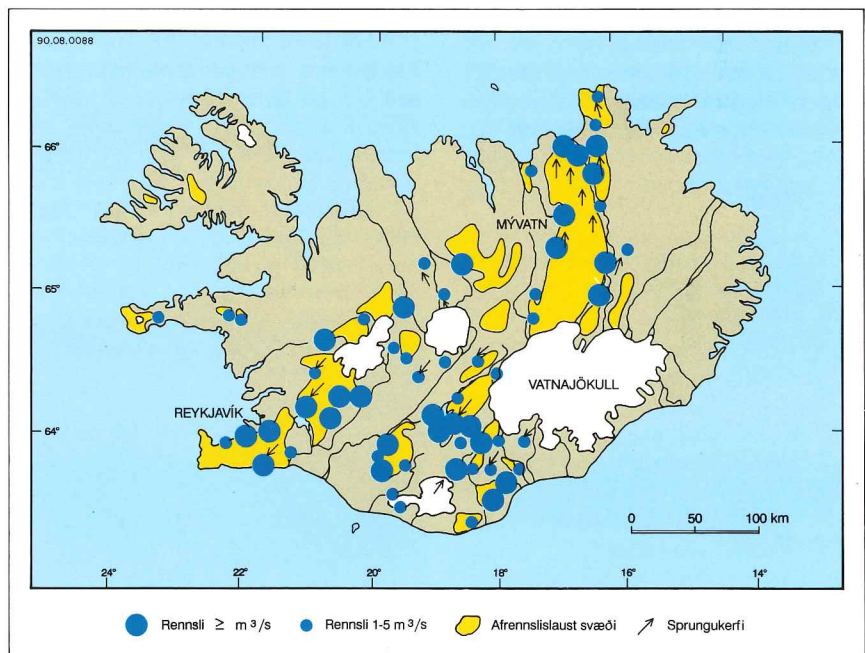 90.08.0088
66°
65°
64°
MÝVATN
VATNAJÖKULL
REYKJAVÍK
0 50 100 km
24° 22° 20° 18° 16° 14°
Rennsli ≥ m³/s Rennsli 1-5 m³/s Afrennslislaust svæði Sprungukerfi